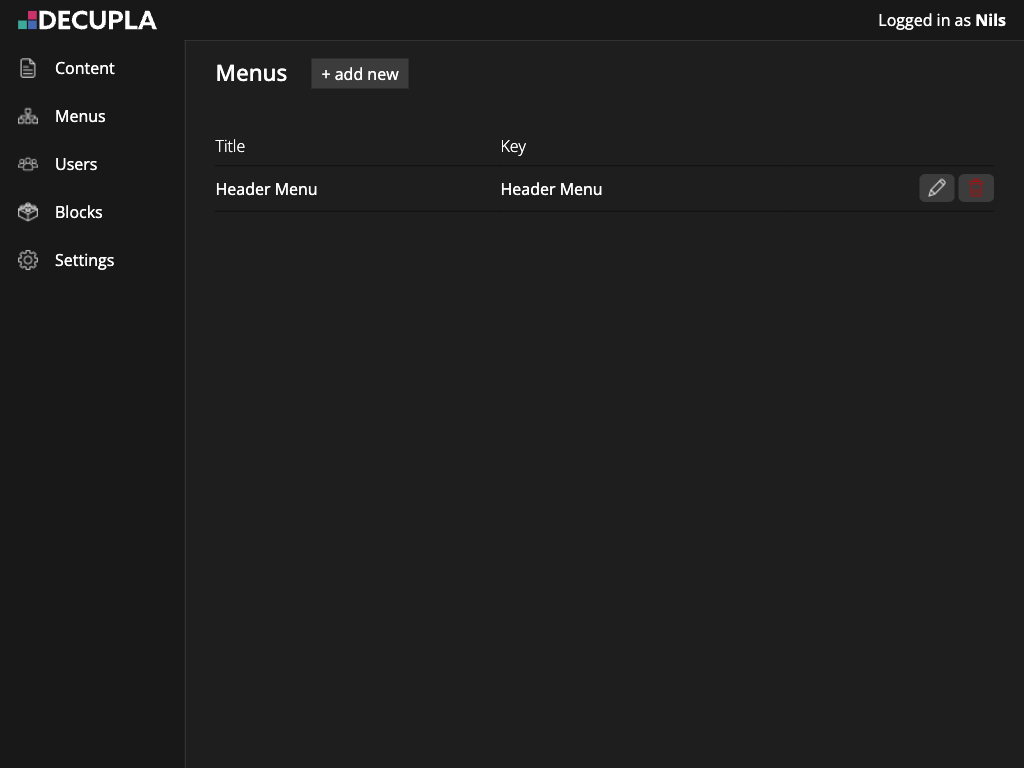 DECUPLA
Logged in as Nils
Content
Menus
Users
Blocks
Settings
Menus
+ add new
Title Key
Header Menu Header Menu